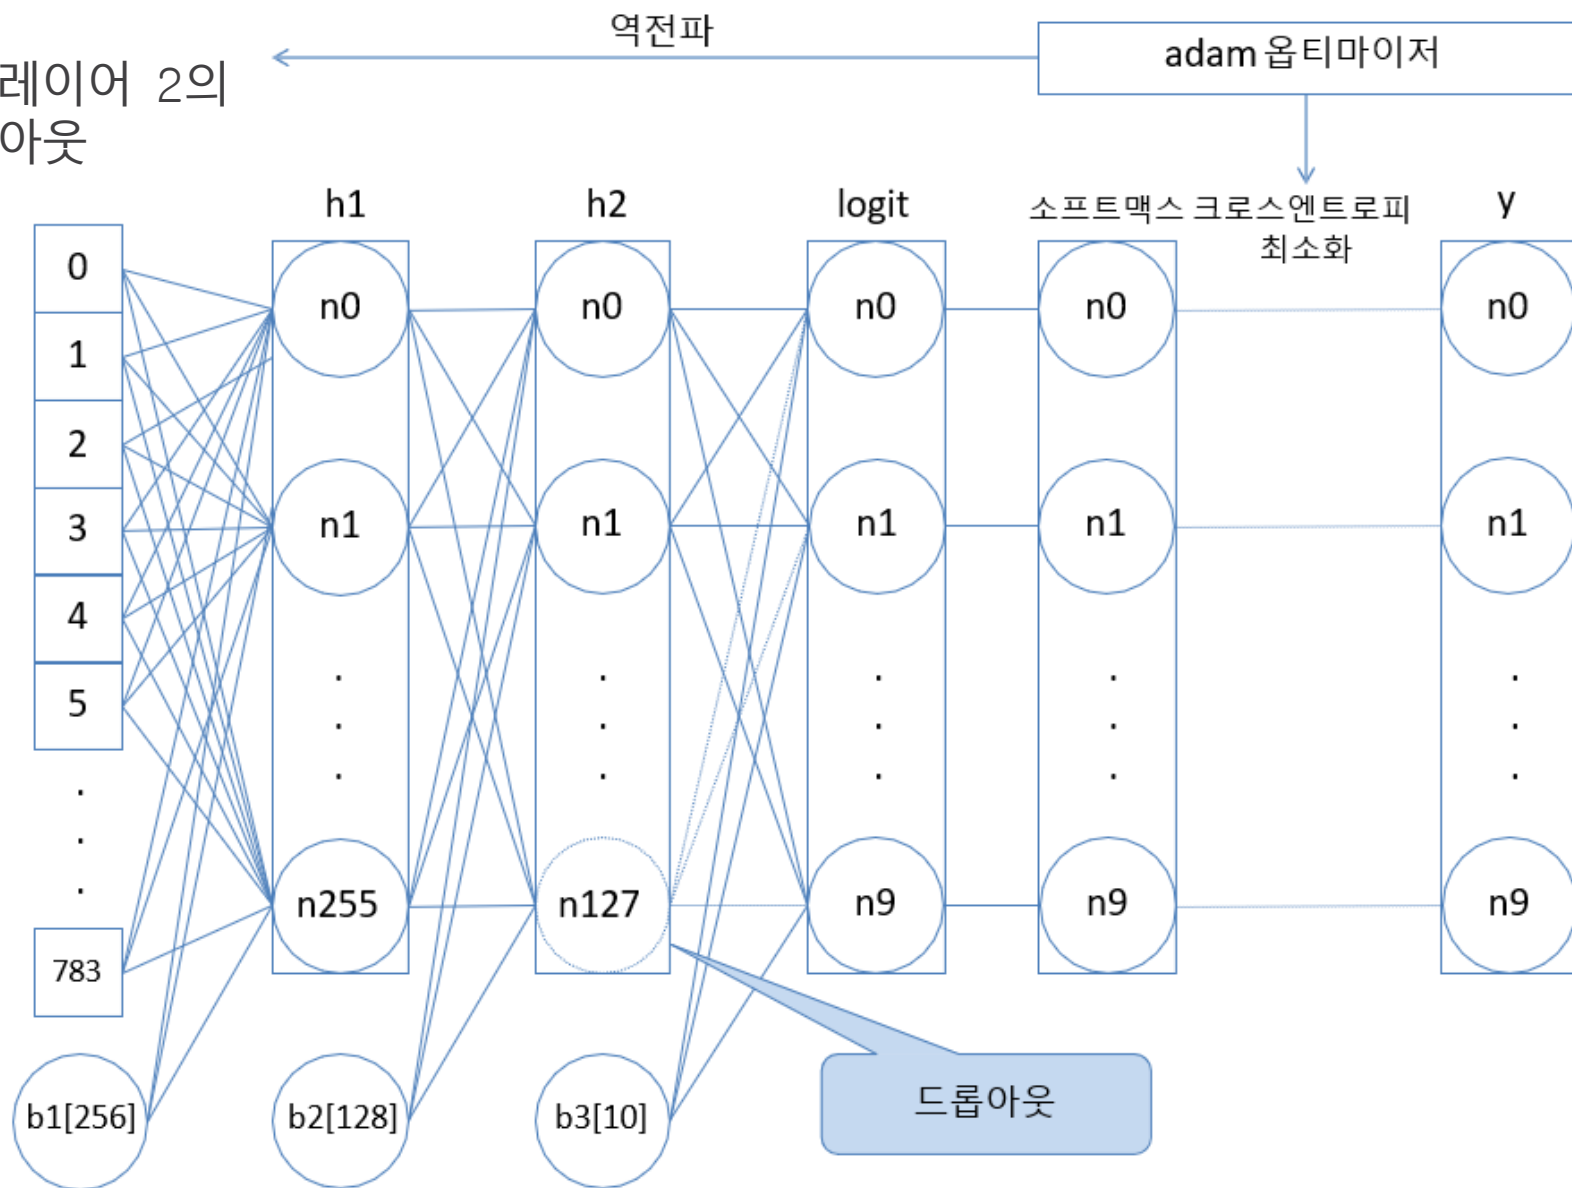 역전파
adam 옵티마이저
레이어 2의
아웃
h1
h2
logit
소프트맥스 크로스엔트로피
최소화
y
0
1
2
3
4
5
.
.
.
783
n0
n1
.
.
.
n255
n0
n1
.
.
.
n127
n0
n1
.
.
.
n9
n0
n1
.
.
.
n9
n0
n1
.
.
.
n9
b1[256]
b2[128]
b3[10]
드롭아웃